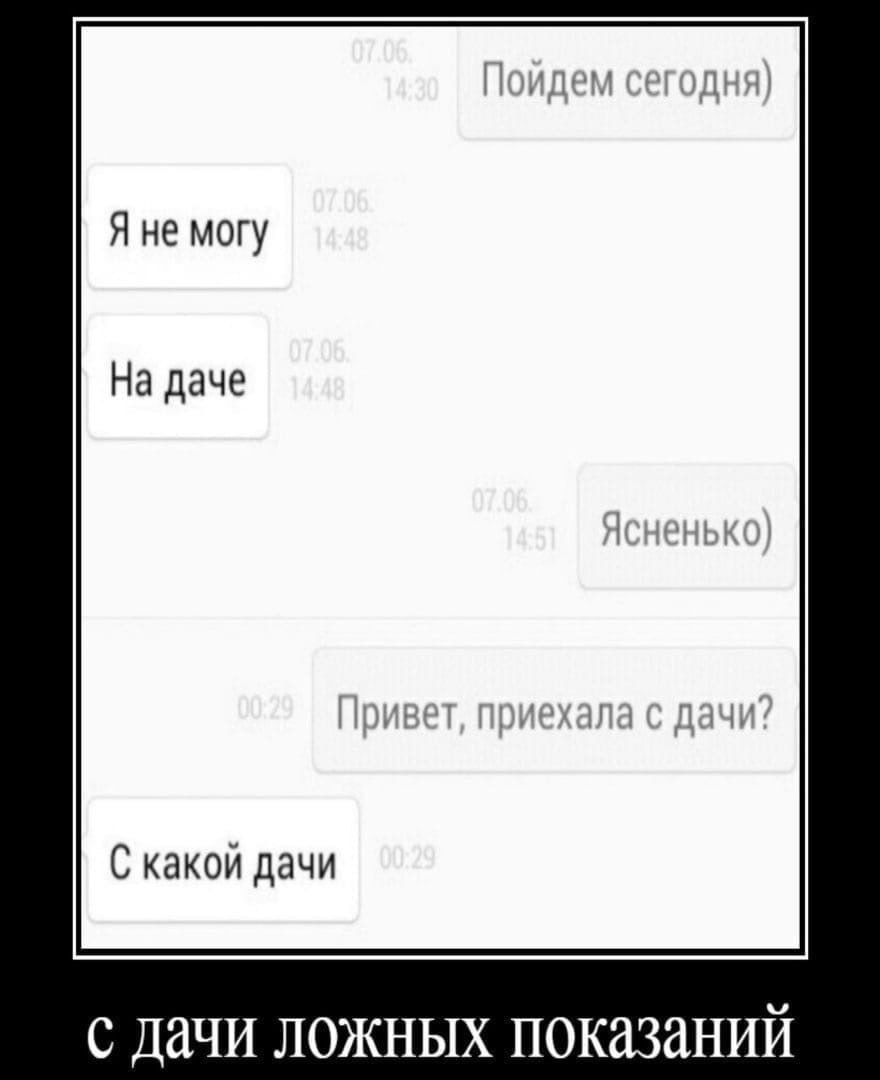 07.06.
14:30
Пойдем сегодня)
Я не могу
07.06.
14:48
На даче
07.06.
14:48
07.06.
14:51
Ясненько)
00:29
Привет, приехала с дачи?
С какой дачи
00:29
с дачи ложных показаний